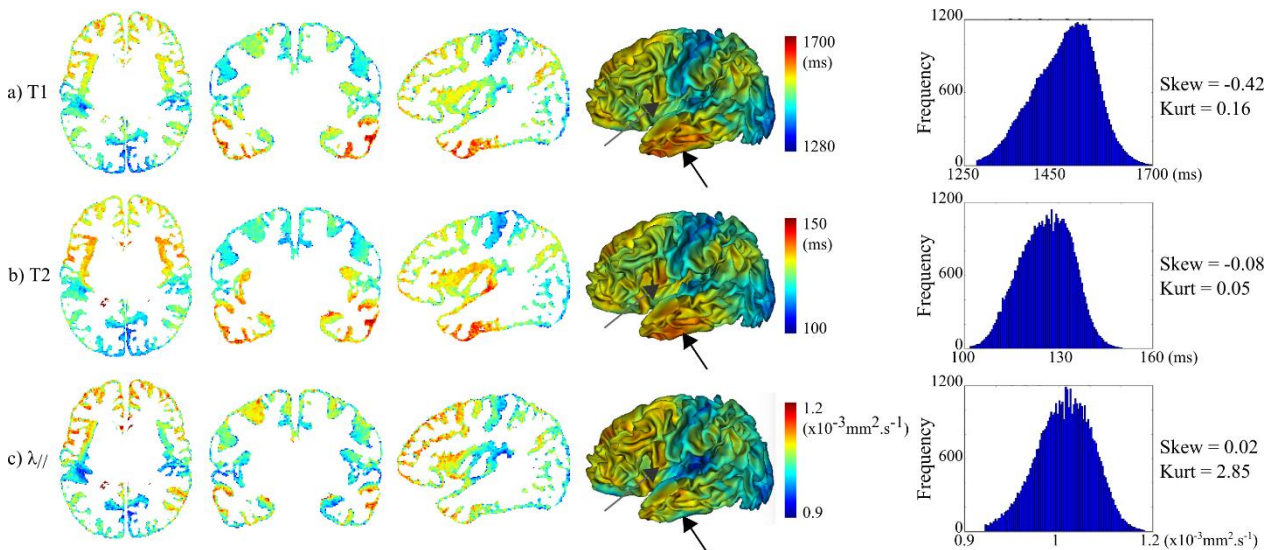 a) T1
1700
(ms)
1280
1200
600
0
Frequency
1250
1450
1700 (ms)
Skew = -0.42
Kurt = 0.16
b) T2
150
(ms)
100
1200
600
0
Frequency
100
130
160
(ms)
Skew = -0.08
Kurt = 0.05
c) λ//
1.2
(x10⁻³mm².s⁻¹)
0.9
1200
600
0
Frequency
0.9
1
1.2 (x10⁻³mm².s⁻¹)
Skew = 0.02
Kurt = 2.85